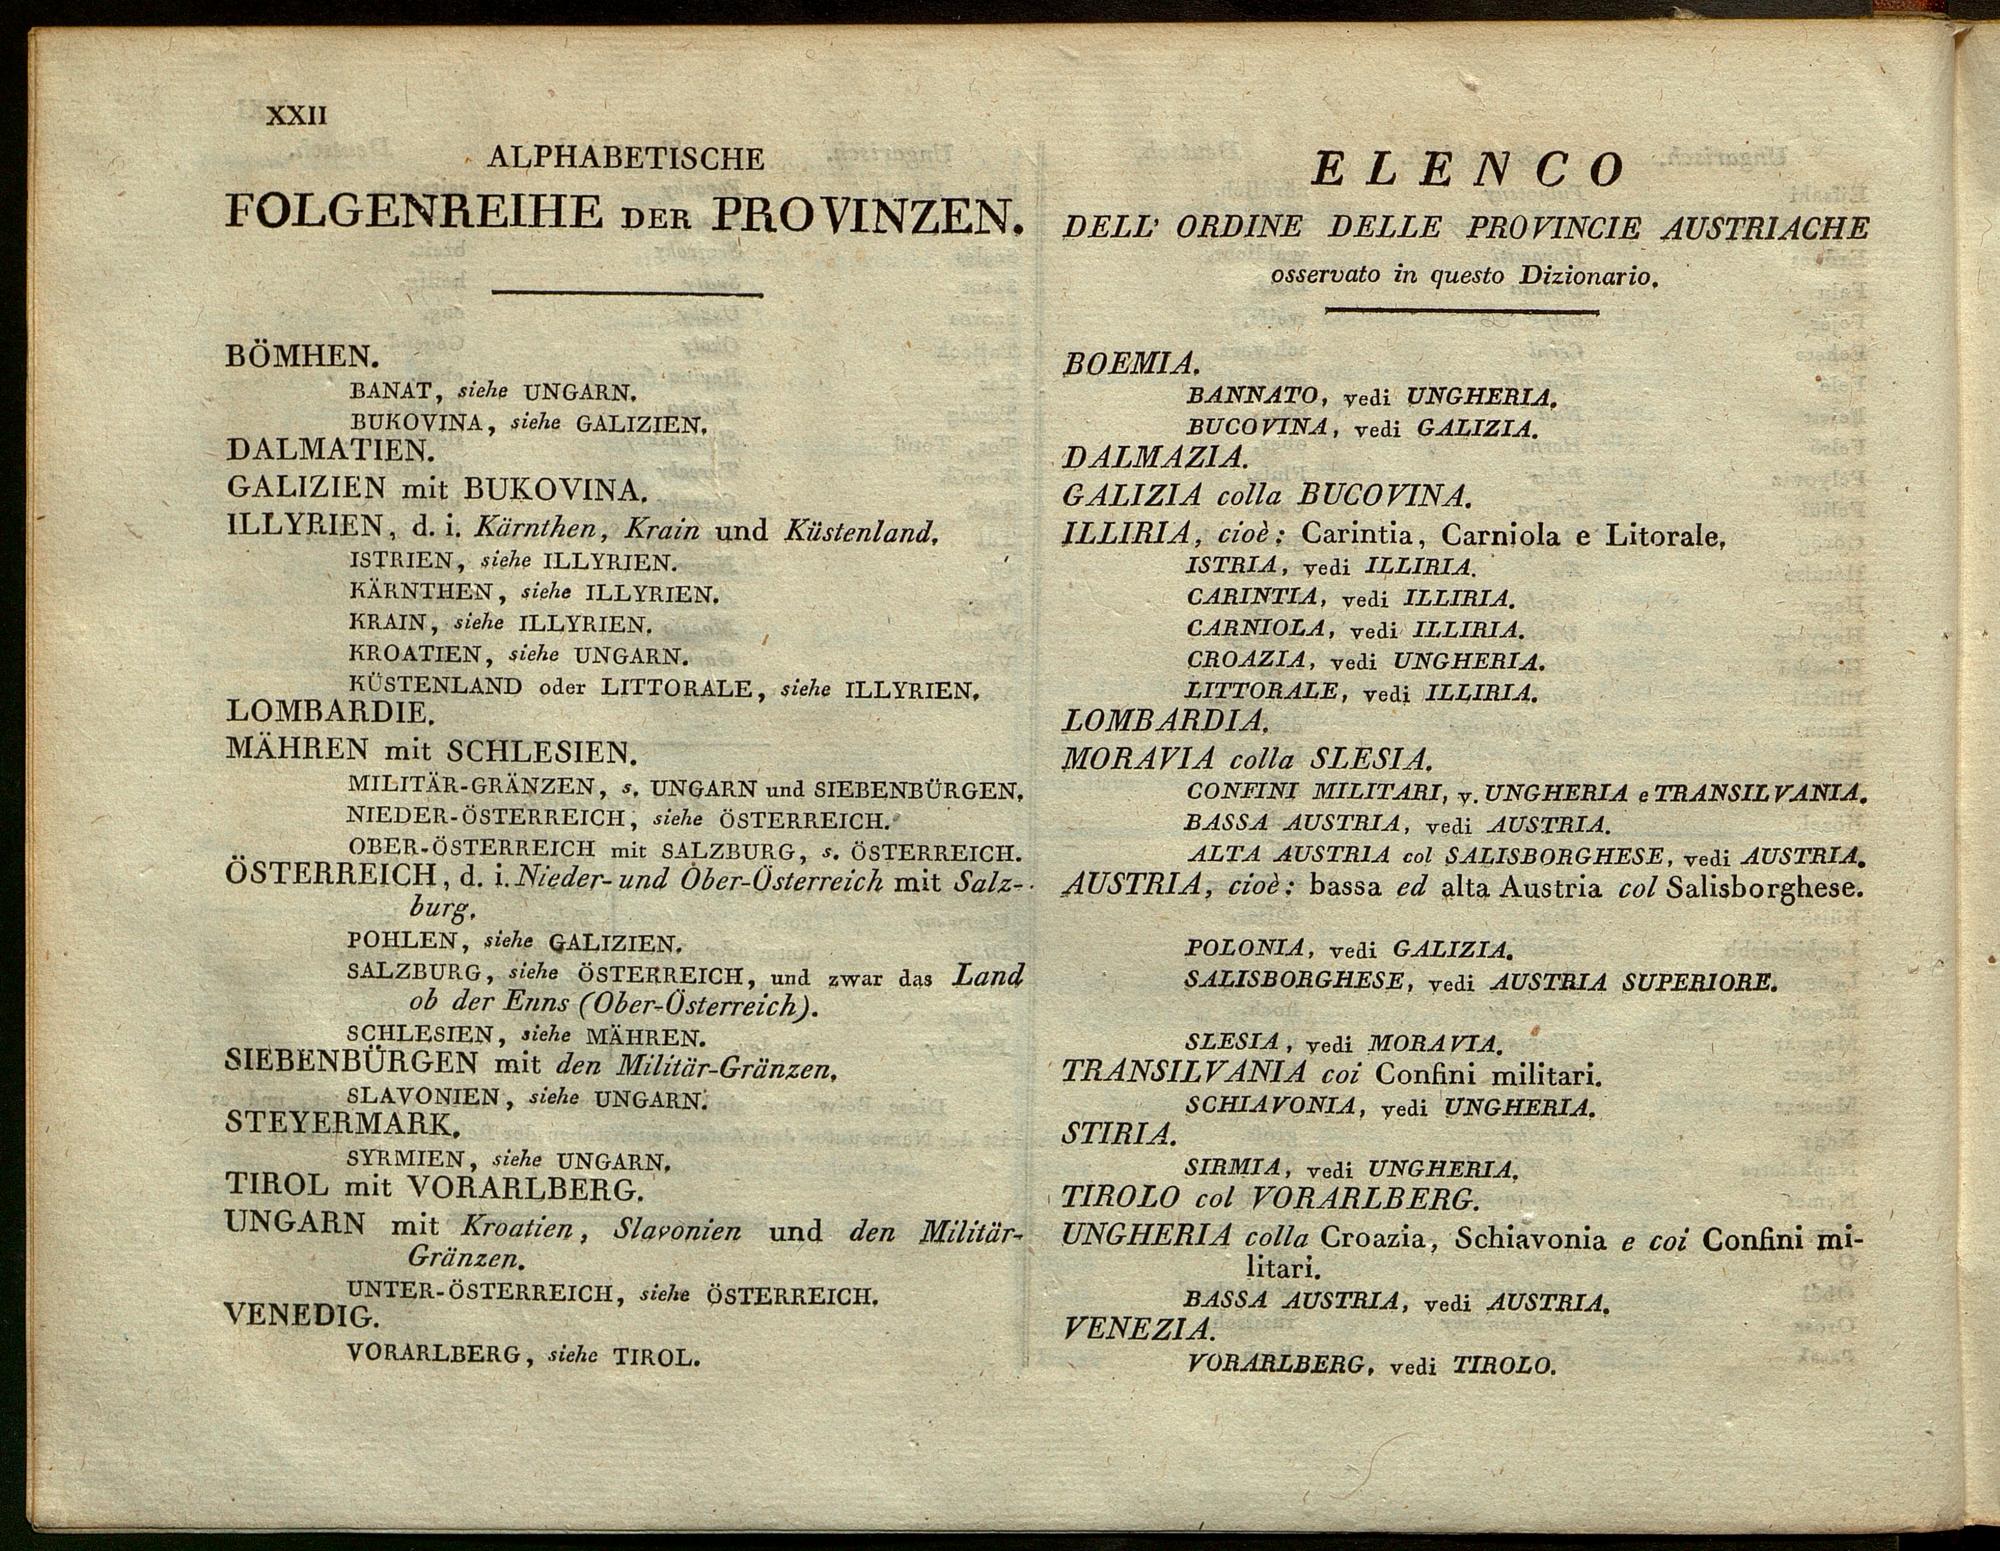 XXII
ALPHABETISCHE
FOLGENREIHE DER PROVINZEN.
BÖMHEN.
BANAT, siehe UNGARN.
BUKOVINA, siehe GALIZIEN.
DALMATIEN.
GALIZIEN mit BUKOVINA.
ILLYRIEN, d. i. Kärnthen, Krain und Küstenland.
ISTRIEN, siehe ILLYRIEN.
KÄRNTHEN, siehe ILLYRIEN.
KRAIN, siehe ILLYRIEN.
KROATIEN, siehe UNGARN.
KÜSTENLAND oder LITTORALE, siehe ILLYRIEN.
LOMBARDIE.
MÄHREN mit SCHLESIEN.
MILITÄR-GRÄNZEN, s. UNGARN und SIEBENBÜRGEN.
NIEDER-ÖSTERREICH, siehe ÖSTERREICH.
OBER-ÖSTERREICH mit SALZBURG, s. ÖSTERREICH.
ÖSTERREICH, d. i. Nieder- und Ober-Österreich mit Salz-
burg.
POHLEN, siehe GALIZIEN.
SALZBURG, siehe ÖSTERREICH, und zwar das Land
ob der Enns (Ober-Österreich).
SCHLESIEN, siehe MÄHREN.
SIEBENBÜRGEN mit den Militär-Gränzen.
SLAVONIEN, siehe UNGARN.
STEYERMARK.
SYRMIEN, siehe UNGARN.
TIROL mit VORARLBERG.
UNGARN mit Kroatien, Slavonien und den Militär-
Gränzen.
UNTER-ÖSTERREICH, siehe ÖSTERREICH.
VENEDIG.
VORARLBERG, siehe TIROL.
ELENCO
DELL' ORDINE DELLE PROVINCIE AUSTRIACHE
osservato in questo Dizionario.
BOEMIA.
BANNATO, vedi UNGHERIA.
BUCOVINA, vedi GALIZIA.
DALMAZIA.
GALIZIA colla BUCOVINA.
ILLIRIA, cioè: Carintia, Carniola e Litorale.
ISTRIA, vedi ILLIRIA.
CARINTIA, vedi ILLIRIA.
CARNIOLA, vedi ILLIRIA.
CROAZIA, vedi UNGHERIA.
LITTORALE, vedi ILLIRIA.
LOMBARDIA.
MORAVIA colla SLESIA.
CONFINI MILITARI, v. UNGHERIA e TRANSILVANIA.
BASSA AUSTRIA, vedi AUSTRIA.
ALTA AUSTRIA col SALISBORGHESE, vedi AUSTRIA.
AUSTRIA, cioè: bassa ed alta Austria col Salisborghese.
POLONIA, vedi GALIZIA.
SALISBORGHESE, vedi AUSTRIA SUPERIORE.
SLESIA, vedi MORAVIA.
TRANSILVANIA coi Confini militari.
SCHIAVONIA, vedi UNGHERIA.
STIRIA.
SIRMIA, vedi UNGHERIA.
TIROLO col VORARLBERG.
UNGHERIA colla Croazia, Schiavonia e coi Confini mi-
litari.
BASSA AUSTRIA, vedi AUSTRIA.
VENEZIA.
VORARLBERG, vedi TIROLO.